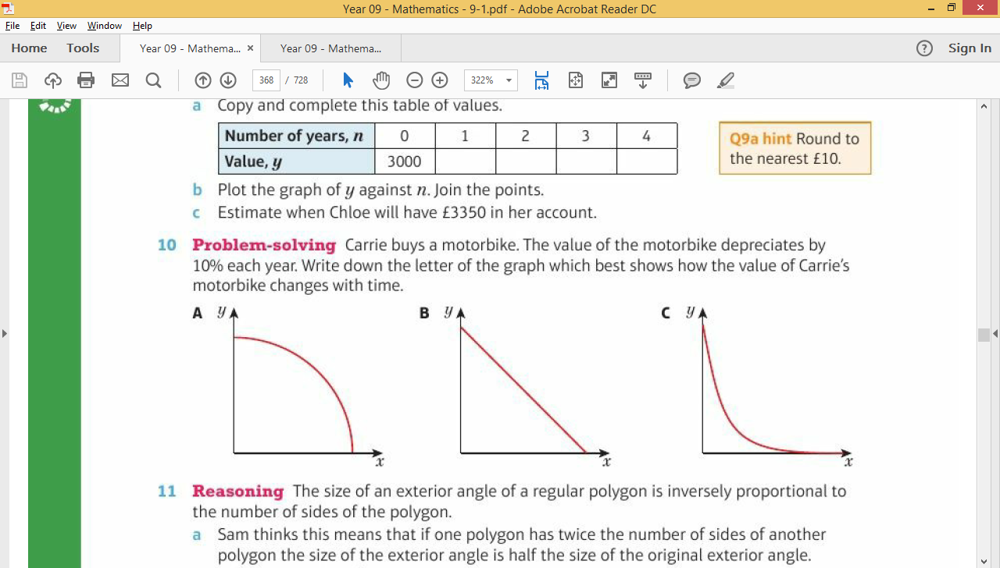 Year 09 - Mathematics - 9-1.pdf - Adobe Acrobat Reader DC
File Edit View Window Help
Home Tools Year 09 - Mathema... × Year 09 - Mathema... ? Sign In
368 / 728 322%
a Copy and complete this table of values.
Number of years, n 0 1 2 3 4
Value, y 3000
Q9a hint Round to
the nearest £10.
b Plot the graph of y against n. Join the points.
c Estimate when Chloe will have £3350 in her account.
10 Problem-solving Carrie buys a motorbike. The value of the motorbike depreciates by
10% each year. Write down the letter of the graph which best shows how the value of Carrie's
motorbike changes with time.
A y B y C y
x x x
11 Reasoning The size of an exterior angle of a regular polygon is inversely proportional to
the number of sides of the polygon.
a Sam thinks this means that if one polygon has twice the number of sides of another
polygon the size of the exterior angle is half the size of the original exterior angle.